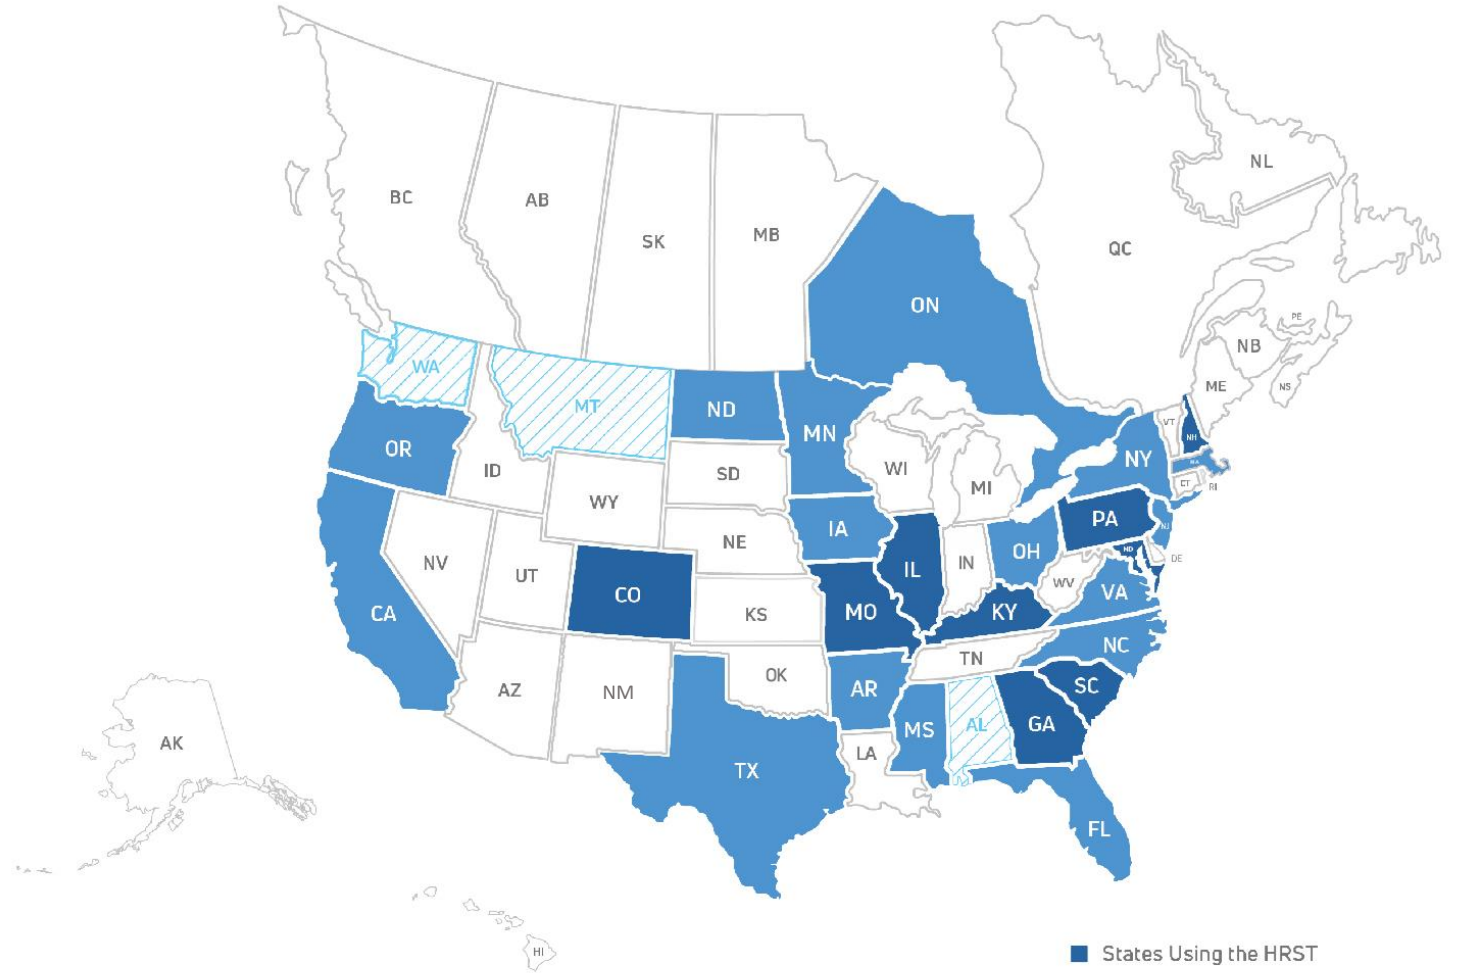 NL
BC
AB
SK
MB
QC
ON
PE
NB
NS
ME
WA
MT
ND
MN
OR
ID
SD
WI
MI
NY
VT
NH
MA
CT
RI
WY
IA
PA
NJ
NE
NV
UT
CO
IL
IN
OH
MD
DE
WV
VA
KS
MO
KY
CA
NC
TN
AZ
NM
OK
AR
SC
MS
AL
GA
AK
LA
TX
FL
HI
States Using the HRST